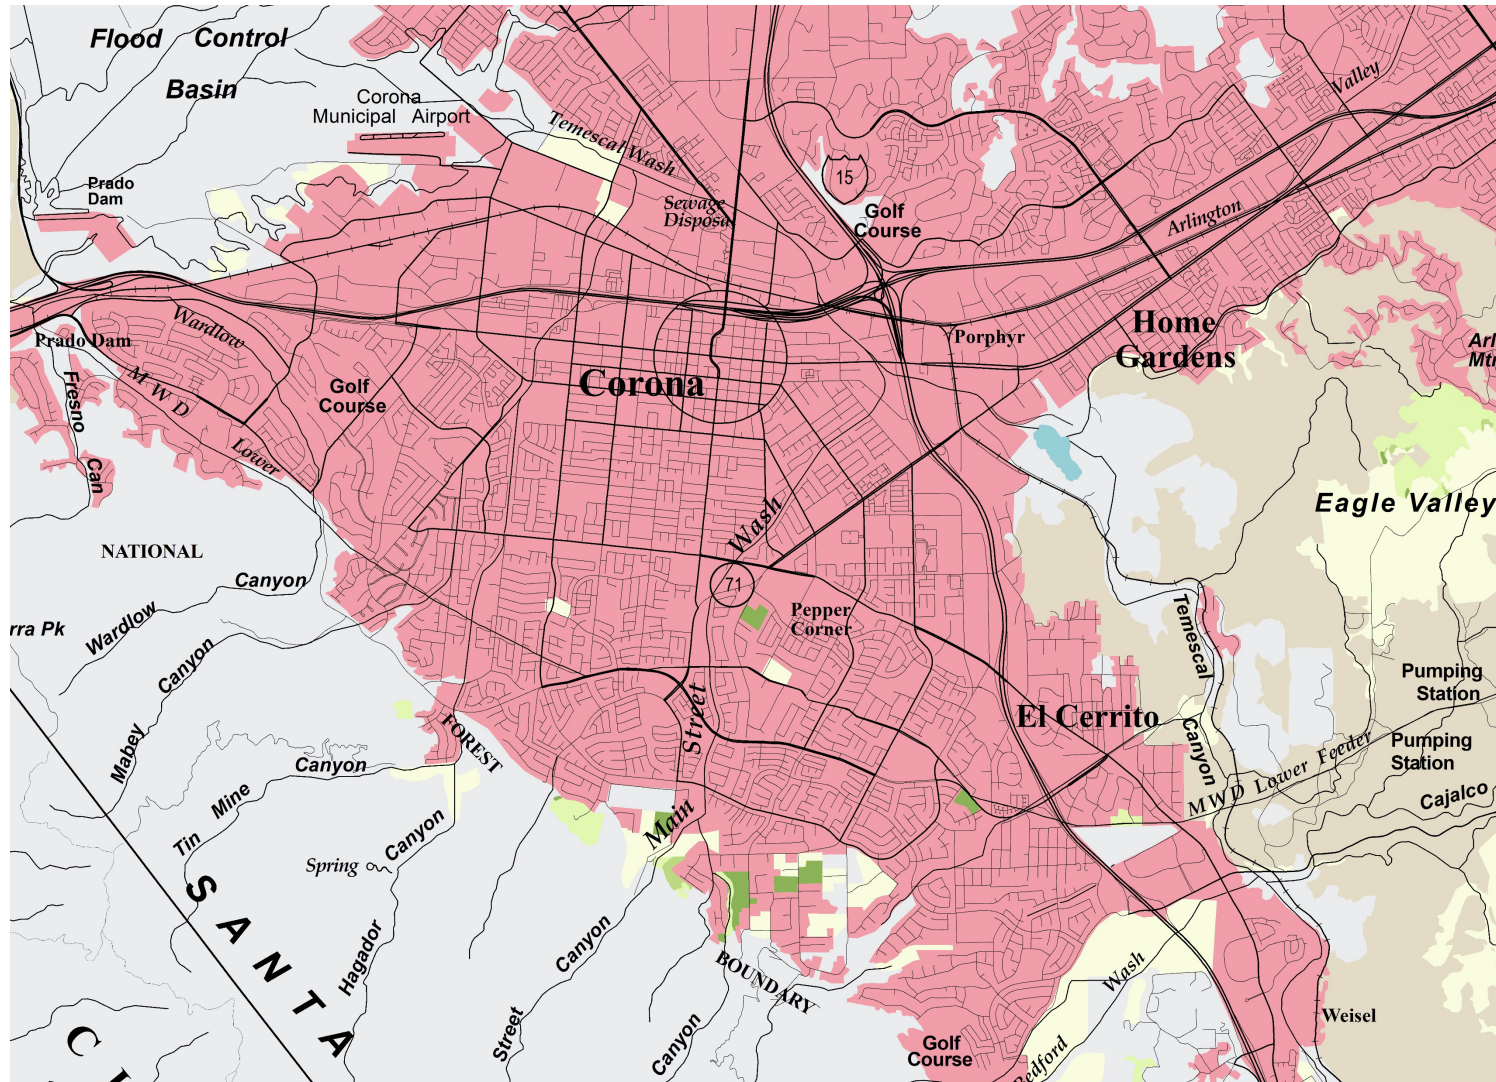 Flood Control
Basin
Corona
Municipal Airport
Temescal Wash
Valley
Prado
Dam
Sewage
Disposal
15
Golf
Course
Arlington
Wardlow
Prado Dam
Porphyr
Home
Gardens
Fresno
Can
M W D
Lower
Golf
Course
Corona
Eagle Valley
Wash
NATIONAL
Canyon
Wardlow
71
Pepper
Corner
Temescal
Canyon
Canyon
Mabey
Pumping
Station
Street
El Cerrito
FOREST
Pumping
Station
MWD Lower Feeder
Cajalco
Canyon
Mine
Tin
Canyon
Hagador
Spring
Main
SANTA
Canyon
Street
BOUNDARY
Canyon
Wash
Weisel
Golf
Course